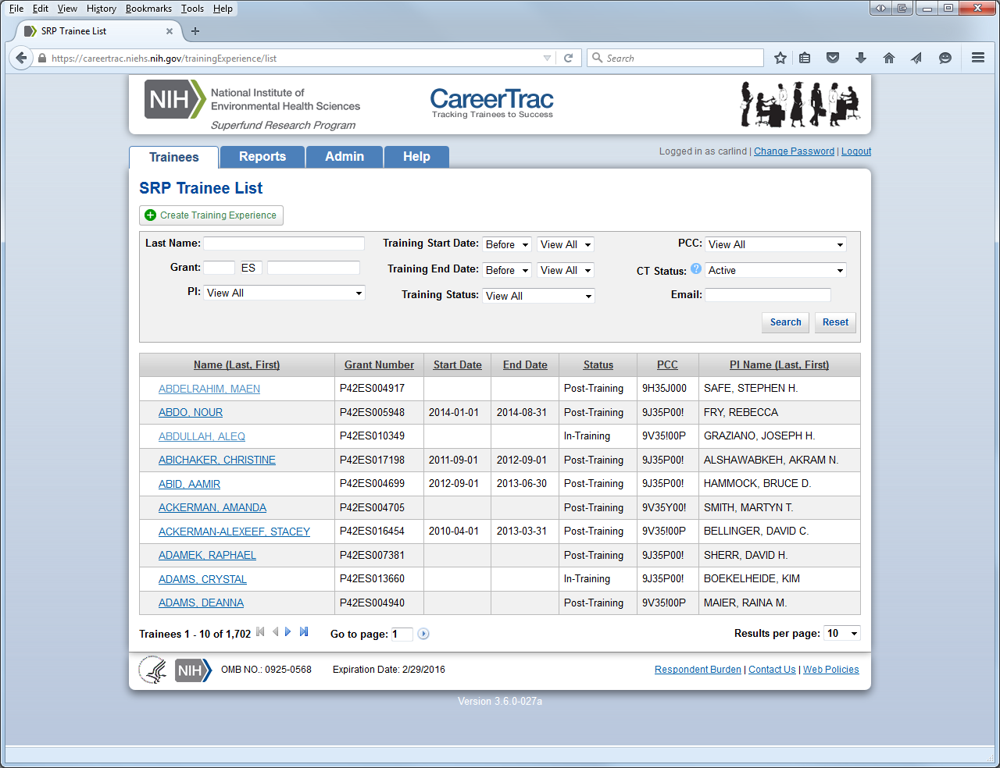 File Edit View History Bookmarks Tools Help
SRP Trainee List
https://careertrac.niehs.nih.gov/trainingExperience/list
Search
NIH National Institute of
Environmental Health Sciences
Superfund Research Program
CareerTrac
Tracking Trainees to Success
Trainees Reports Admin Help
Logged in as carlind | Change Password | Logout
SRP Trainee List
Create Training Experience
Last Name: Training Start Date: Before View All PCC: View All
Grant: ES Training End Date: Before View All CT Status: ? Active
PI: View All Training Status: View All Email:
Search Reset
Name (Last, First) Grant Number Start Date End Date Status PCC PI Name (Last, First)
ABDELRAHIM, MAEN P42ES004917 Post-Training 9H35J000 SAFE, STEPHEN H.
ABDO, NOUR P42ES005948 2014-01-01 2014-08-31 Post-Training 9J35P00! FRY, REBECCA
ABDULLAH, ALEQ P42ES010349 In-Training 9V35!00P GRAZIANO, JOSEPH H.
ABICHAKER, CHRISTINE P42ES017198 2011-09-01 2012-09-01 Post-Training 9J35P00! ALSHAWABKEH, AKRAM N.
ABID, AAMIR P42ES004699 2012-09-01 2013-06-30 Post-Training 9J35P00! HAMMOCK, BRUCE D.
ACKERMAN, AMANDA P42ES004705 Post-Training 9V35Y00! SMITH, MARTYN T.
ACKERMAN-ALEXEEF, STACEY P42ES016454 2010-04-01 2013-03-31 Post-Training 9V35!00P BELLINGER, DAVID C.
ADAMEK, RAPHAEL P42ES007381 Post-Training 9J35P00! SHERR, DAVID H.
ADAMS, CRYSTAL P42ES013660 In-Training 9J35P00! BOEKELHEIDE, KIM
ADAMS, DEANNA P42ES004940 Post-Training 9V35!00P MAIER, RAINA M.
Trainees 1 - 10 of 1,702 Go to page: 1 Results per page: 10
NIH OMB NO.: 0925-0568 Expiration Date: 2/29/2016 Respondent Burden | Contact Us | Web Policies
Version 3.6.0-027a